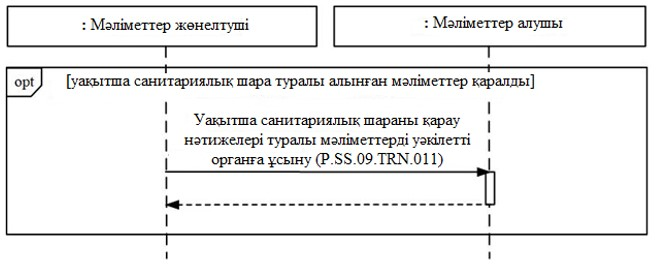 : Мәліметтер жөнелтуші
: Мәліметтер алушы
opt
[уақытша санитариялық шара туралы алынған мәліметтер қаралды]
Уақытша санитариялық шараны қарау
нәтижелері туралы мәліметтерді уәкілетті
органға ұсыну (P.SS.09.TRN.011)